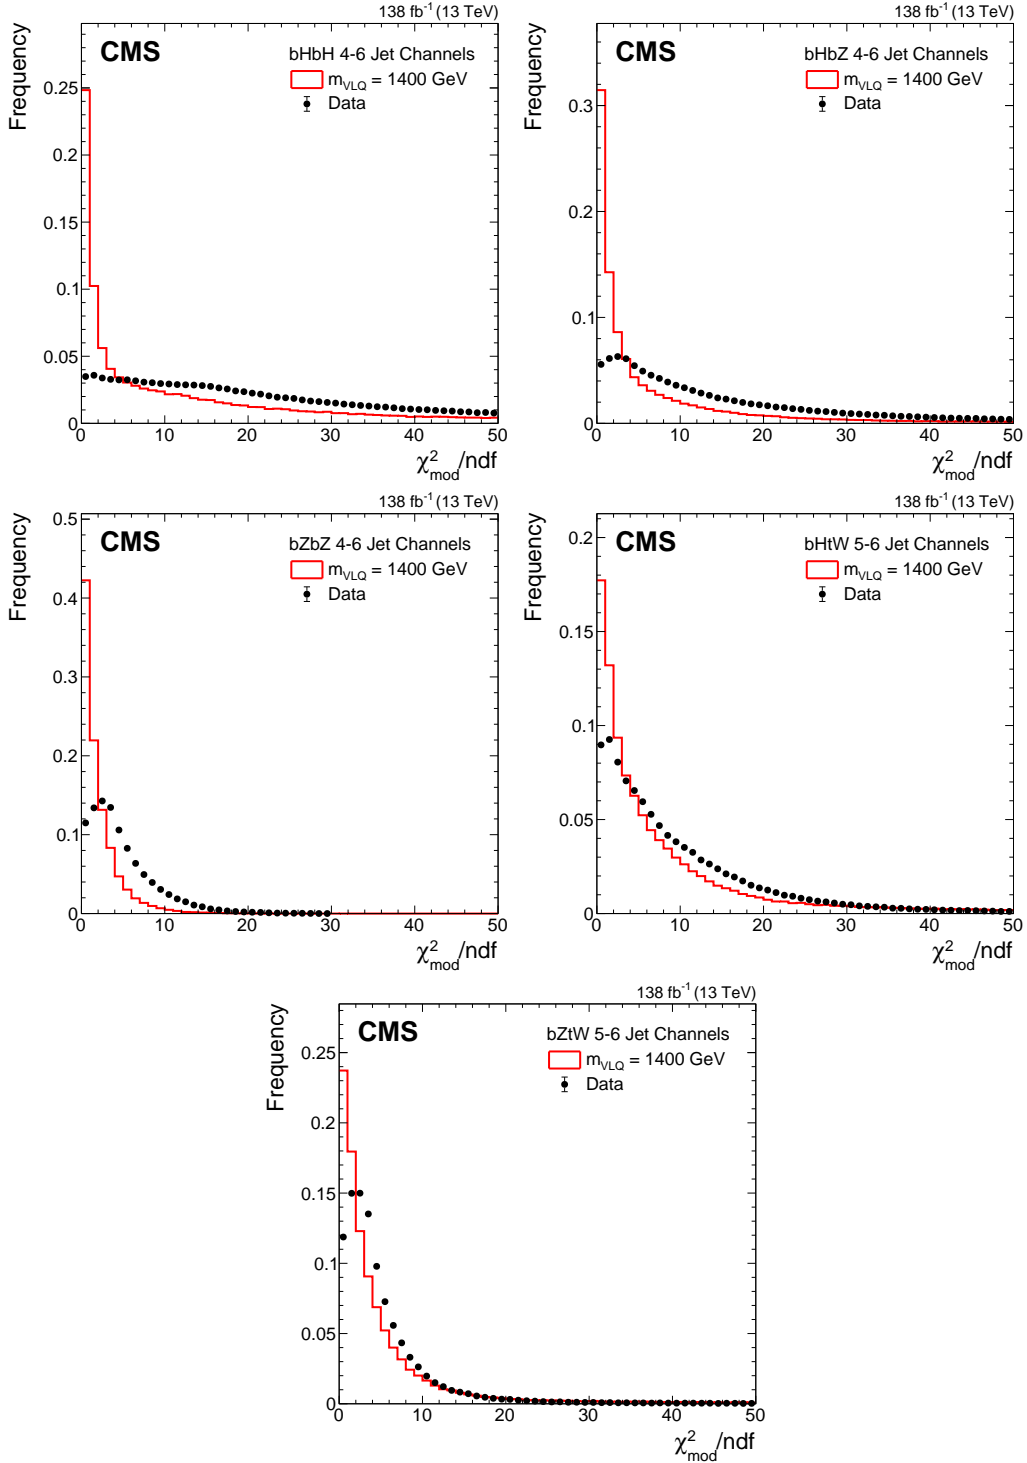 138 fb-1 (13 TeV)
CMS
bHbH 4-6 Jet Channels
mVLQ = 1400 GeV
Data
Frequency
0.25
0.2
0.15
0.1
0.05
0
0 10 20 30 40 50
χ2mod/ndf
138 fb-1 (13 TeV)
CMS
bHbZ 4-6 Jet Channels
mVLQ = 1400 GeV
Data
Frequency
0.3
0.2
0.1
0
0 10 20 30 40 50
χ2mod/ndf
138 fb-1 (13 TeV)
CMS
bZbZ 4-6 Jet Channels
mVLQ = 1400 GeV
Data
Frequency
0.5
0.4
0.3
0.2
0.1
0
0 10 20 30 40 50
χ2mod/ndf
138 fb-1 (13 TeV)
CMS
bHtW 5-6 Jet Channels
mVLQ = 1400 GeV
Data
Frequency
0.2
0.15
0.1
0.05
0
0 10 20 30 40 50
χ2mod/ndf
138 fb-1 (13 TeV)
CMS
bZtW 5-6 Jet Channels
mVLQ = 1400 GeV
Data
Frequency
0.25
0.2
0.15
0.1
0.05
0
0 10 20 30 40 50
χ2mod/ndf